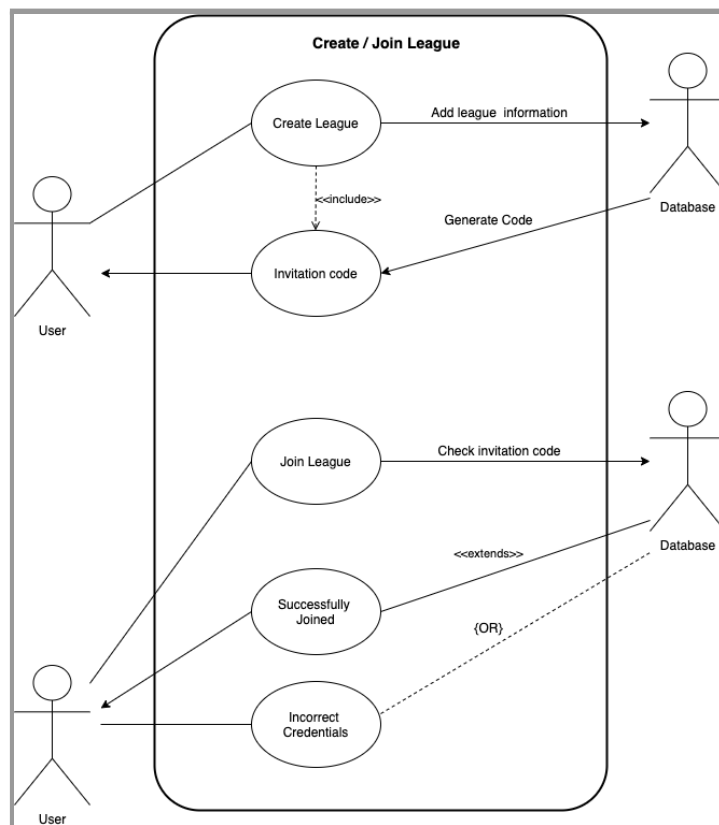 Create / Join League
Create League
Add league  information
Database
<<include>>
Generate Code
Invitation code
User
Join League
Check invitation code
Database
<<extends>>
Successfully
Joined
{OR}
Incorrect
Credentials
User